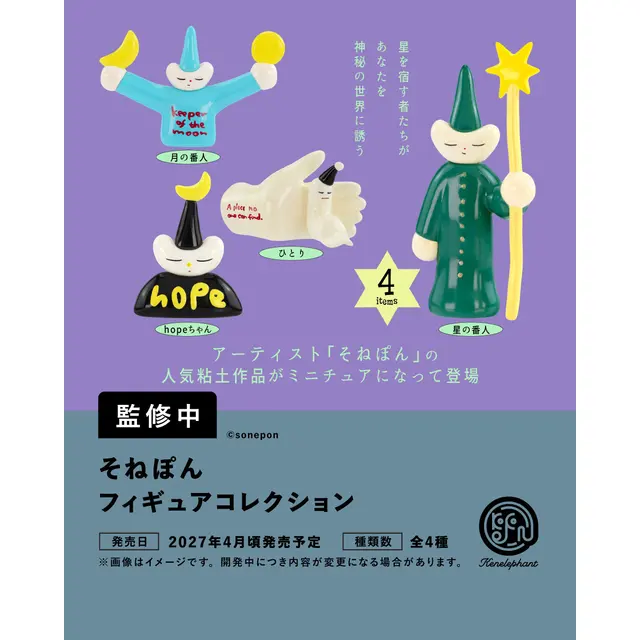 星を宿す者たちが
あなたを
神秘の世界に誘う
keeper
of the
moon
月の番人
A place no
one can find.
ひとり
hope
hopeちゃん
4
items
星の番人
アーティスト「そねぽん」の
人気粘土作品がミニチュアになって登場
監修中
©sonepon
そねぽん
フィギュアコレクション
発売日 2027年4月頃発売予定 種類数 全4種
※画像はイメージです。開発中につき内容が変更になる場合があります。
Kenelephant